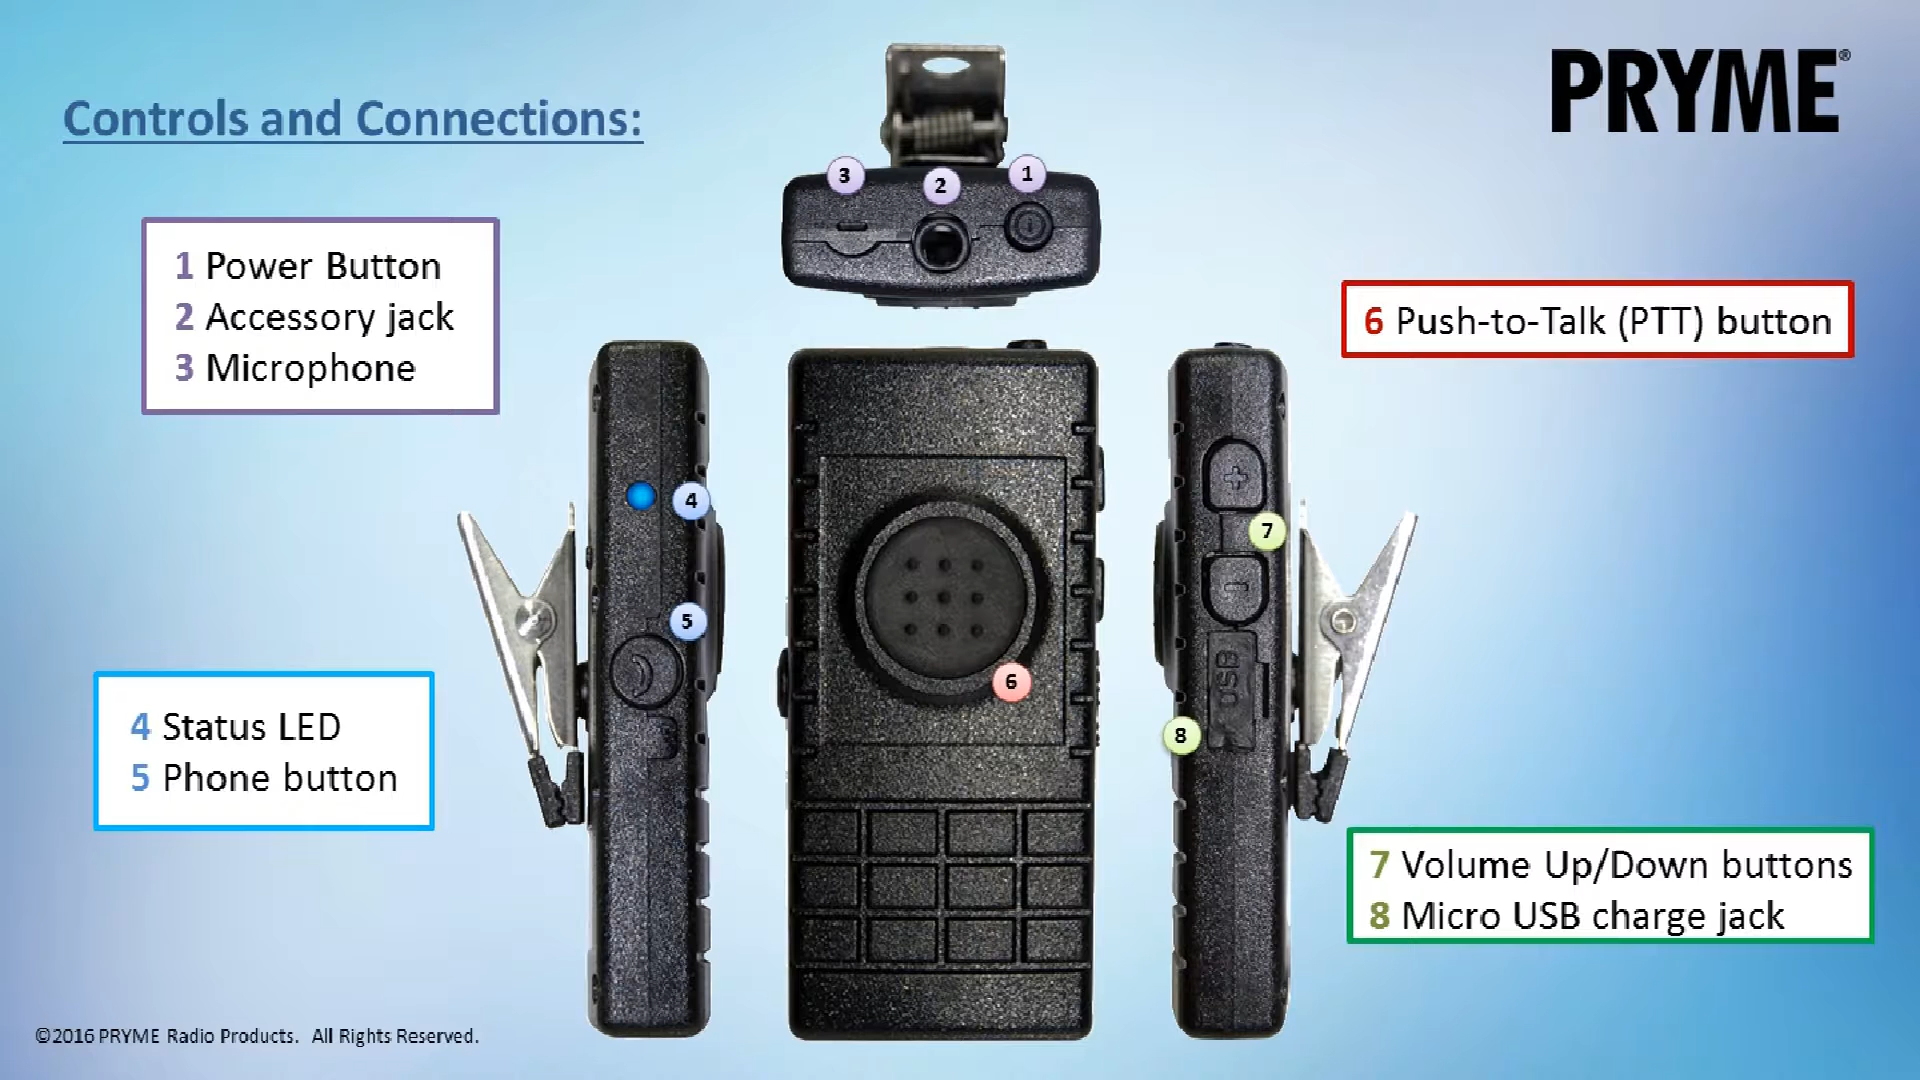 PRYME®
Controls and Connections:
3
2
1
1 Power Button
2 Accessory jack
3 Microphone
6 Push-to-Talk (PTT) button
4
5
6
+
7
-
USB
8
4 Status LED
5 Phone button
7 Volume Up/Down buttons
8 Micro USB charge jack
©2016 PRYME Radio Products. All Rights Reserved.